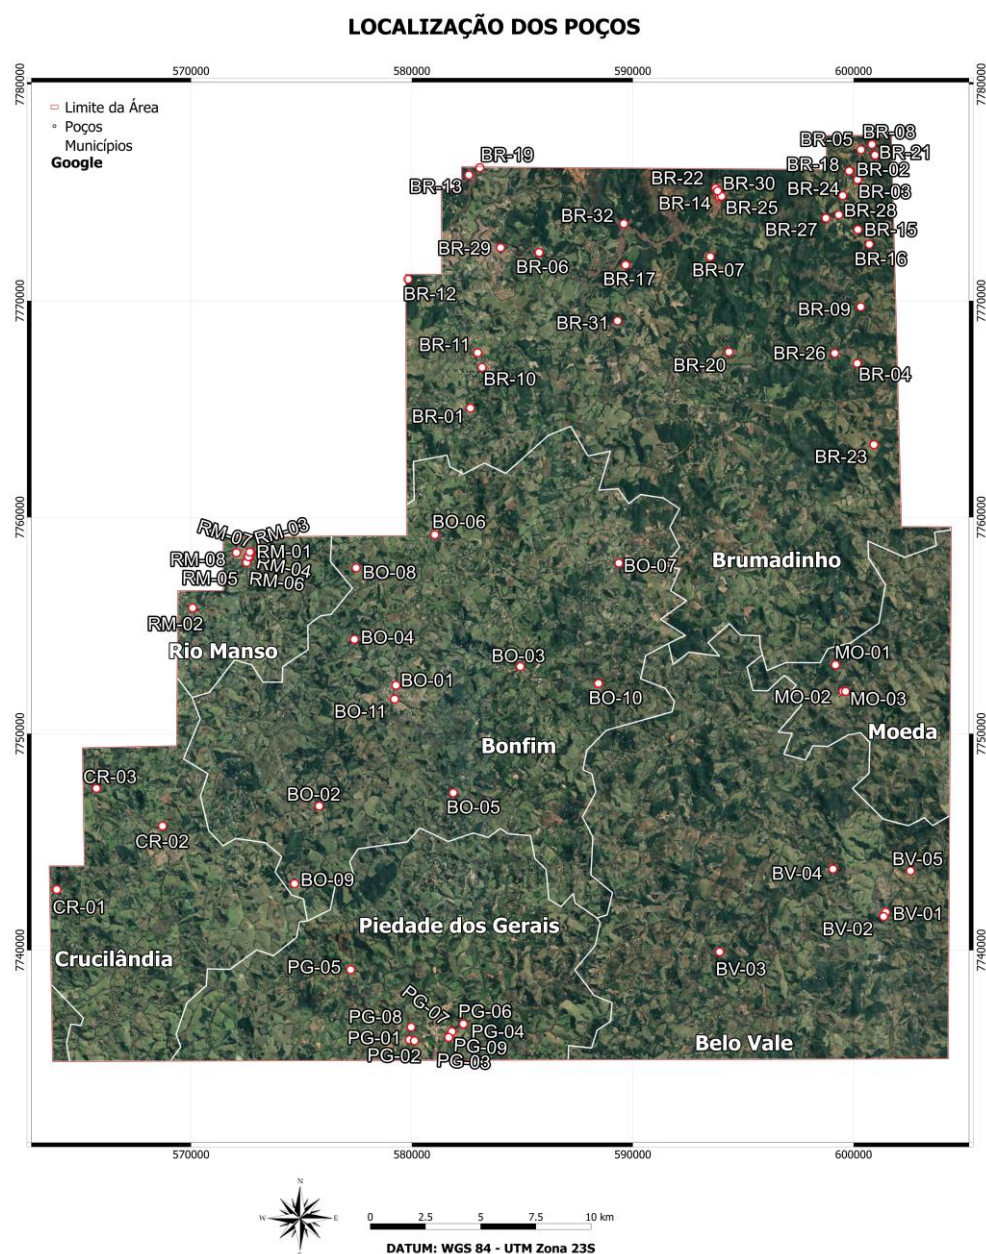 LOCALIZAÇÃO DOS POÇOS
570000 580000 590000 600000
7780000 7780000
Limite da Área
Poços
Municípios
Google
BR-08
BR-05
BR-21
BR-19
BR-18 BR-02
BR-13
BR-22 BR-30
BR-24 BR-03
BR-14 BR-25
BR-28
BR-32
BR-27 BR-15
BR-29
BR-06 BR-16
BR-17 BR-07
7770000 7770000
BR-12
BR-09
BR-31
BR-11
BR-26
BR-20
BR-10 BR-04
BR-01
BR-23
7760000 7760000
BO-06
RM-07 RM-03
RM-08 RM-01
RM-04
RM-05 RM-06
BO-08
BO-07
Brumadinho
RM-02
BO-04
Rio Manso
BO-03
MO-01
BO-01
BO-10
BO-11
MO-02 MO-03
7750000 7750000
Moeda
Bonfim
CR-03
BO-02
BO-05
CR-02
BV-05
BV-04
BO-09
CR-01
BV-01
BV-02
Piedade dos Gerais
7740000 7740000
Crucilândia
PG-05
BV-03
PG-07
PG-08 PG-06
PG-04
PG-01
PG-09
PG-02 PG-03
Belo Vale
570000 580000 590000 600000
N
W E
S
0 2.5 5 7.5 10 km
DATUM: WGS 84 - UTM Zona 23S